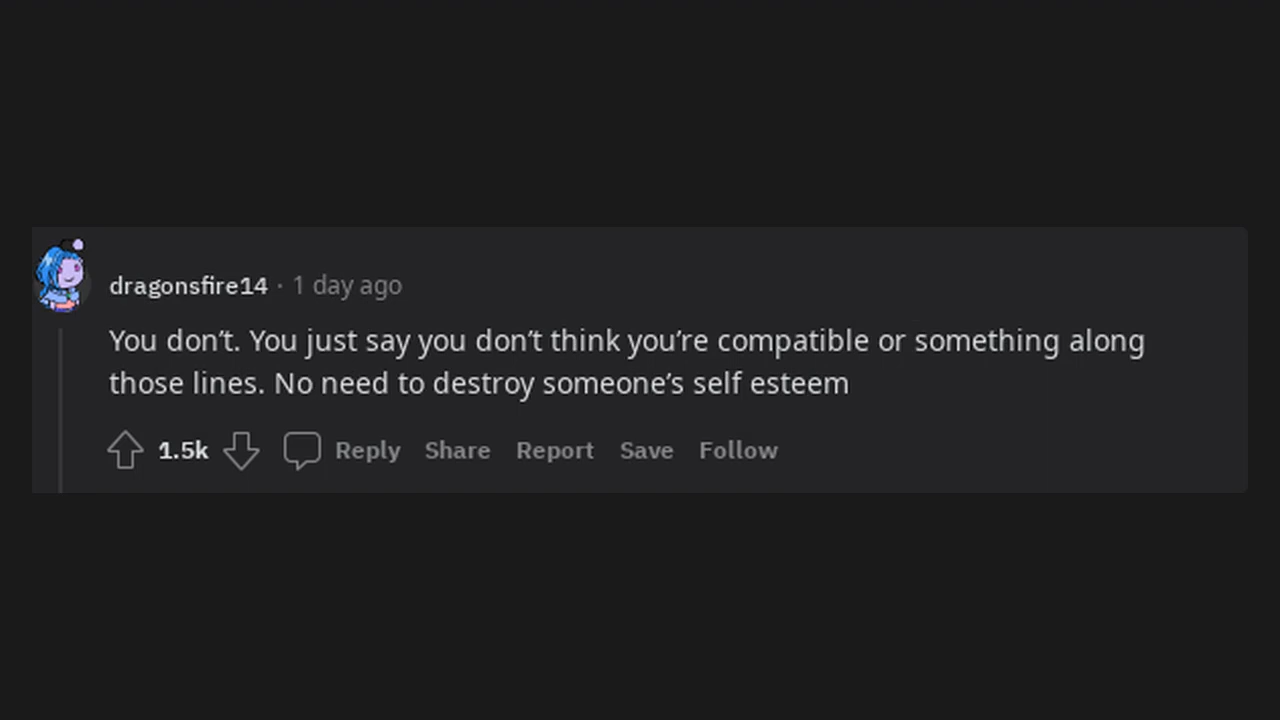 dragonsfire14 · 1 day ago
You don’t. You just say you don’t think you’re compatible or something along
those lines. No need to destroy someone’s self esteem
1.5k Reply Share Report Save Follow